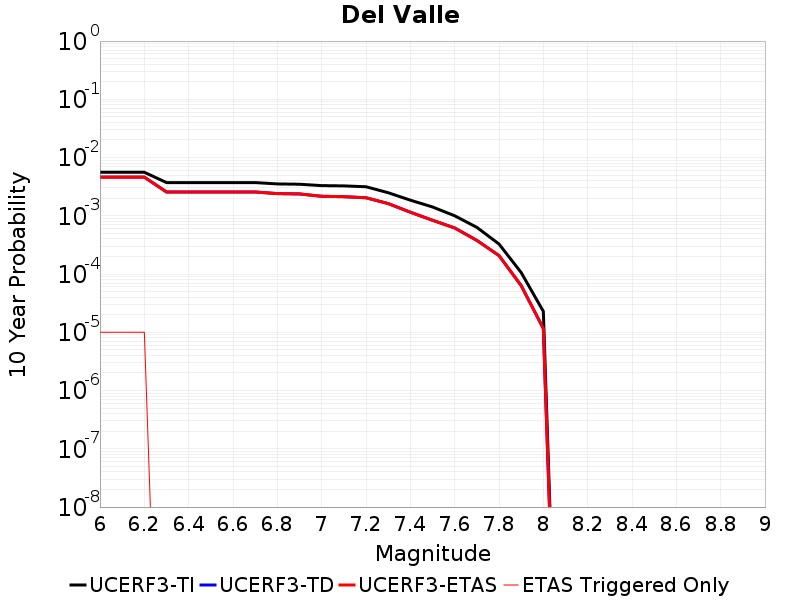 Del Valle
10^0
10^-1
10^-2
10^-3
10^-4
10^-5
10^-6
10^-7
10^-8
10 Year Probability
6 6.2 6.4 6.6 6.8 7 7.2 7.4 7.6 7.8 8 8.2 8.4 8.6 8.8 9
Magnitude
UCERF3-TI UCERF3-TD UCERF3-ETAS ETAS Triggered Only